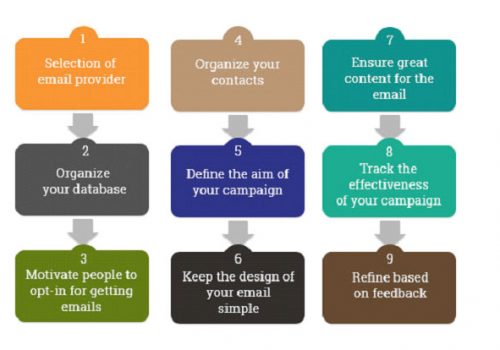 1
Selection of
email provider
2
Organize
your database
3
Motivate people to
opt-in for getting
emails
4
Organize your
contacts
5
Define the aim of
your campaign
6
Keep the design of
your email
simple
7
Ensure great
content for the
email
8
Track the
effectiveness
of your campaign
9
Refine based
on feedback